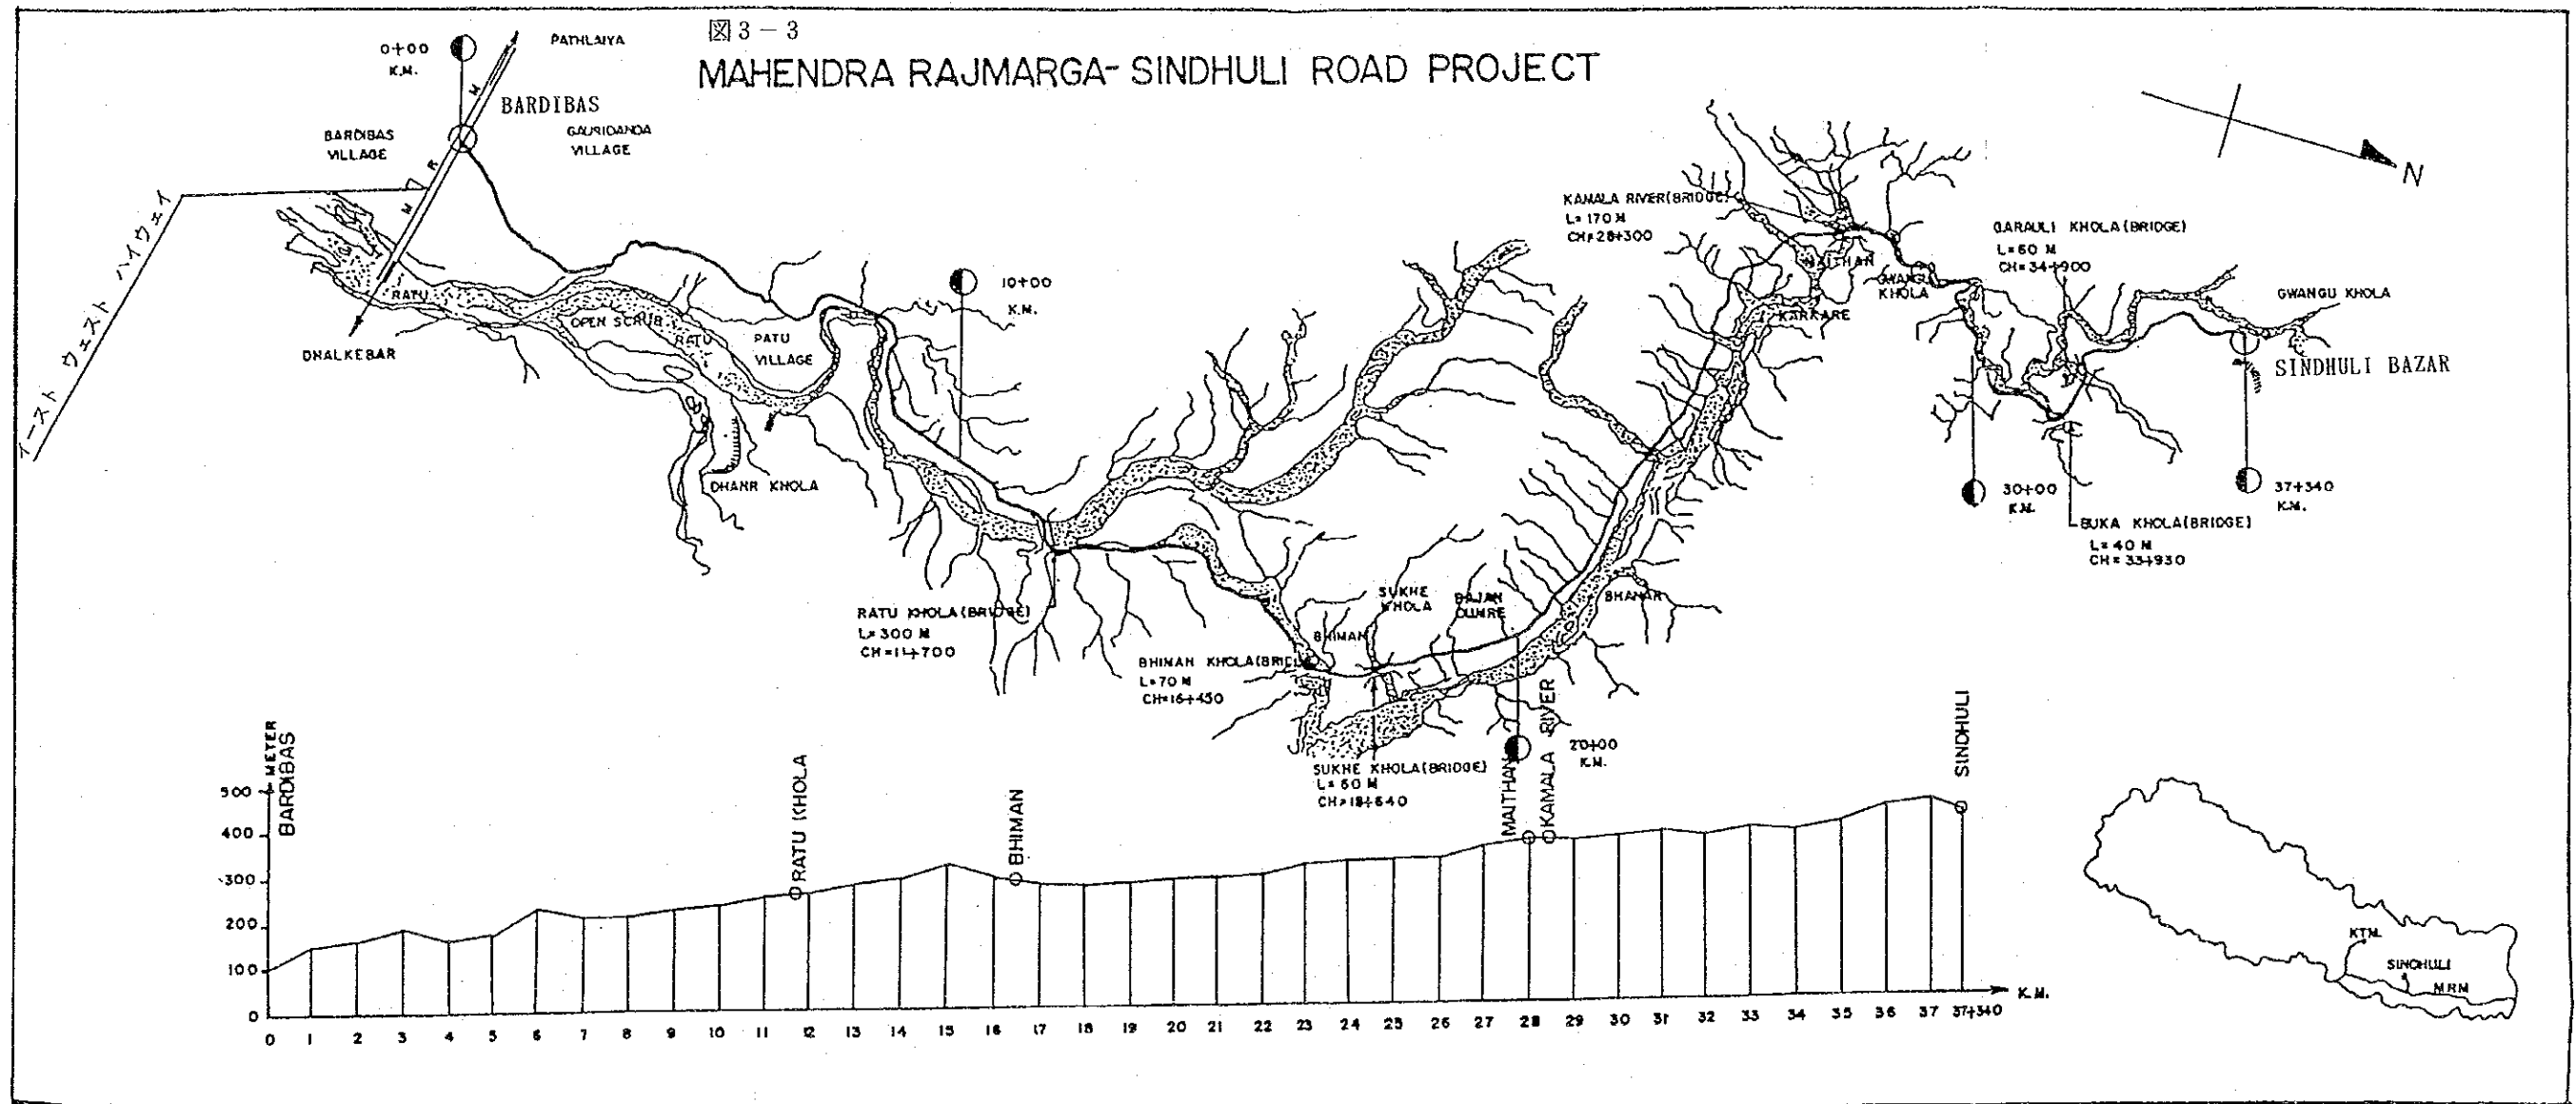 図3-3
MAHENDRA RAJMARGA- SINDHULI ROAD PROJECT
0+00
K.M.
PATHLAIYA
BARDIBAS
BARDIBAS
VILLAGE
GAURIDANDA
VILLAGE
M
R
M
イースト ウェスト ハイウェイ
DHALKEBAR
RATU
OPEN SCRUB
RATU
PATU
VILLAGE
DHANR KHOLA
10+00
K.M.
RATU KHOLA(BRIDGE)
L=300 M
CH=11+700
BHIMAN KHOLA(BRIDGE)
L=70 M
CH=16+450
BHIMAN
SUKHE
KHOLA
SUKHE KHOLA(BRIDGE)
L=60 M
CH=18+640
BHANAR
20+00
K.M.
KAMALA RIVER(BRIDGE)
L=170 M
CH=28+300
MAITHAN
KARKARE
GWANGU
KHOLA
GARAULI KHOLA(BRIDGE)
L=60 M
CH=34+900
GWANGU KHOLA
N
SINDHULI BAZAR
30+00
K.M.
BUKA KHOLA(BRIDGE)
L=40 M
CH=33+930
37+340
K.M.
METER
BARDIBAS
RATU KHOLA
BHIMAN
MAITHAN
KAMALA RIVER
SINDHULI
500
400
300
200
100
0
0 1 2 3 4 5 6 7 8 9 10 11 12 13 14 15 16 17 18 19 20 21 22 23 24 25 26 27 28 29 30 31 32 33 34 35 36 37 37+340
K.M.
KTM.
SINDHULI
MRM